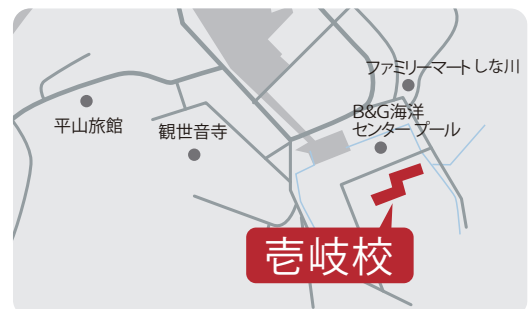 ファミリーマートしな川
B&G海洋
センタープール
平山旅館
観世音寺
壱岐校